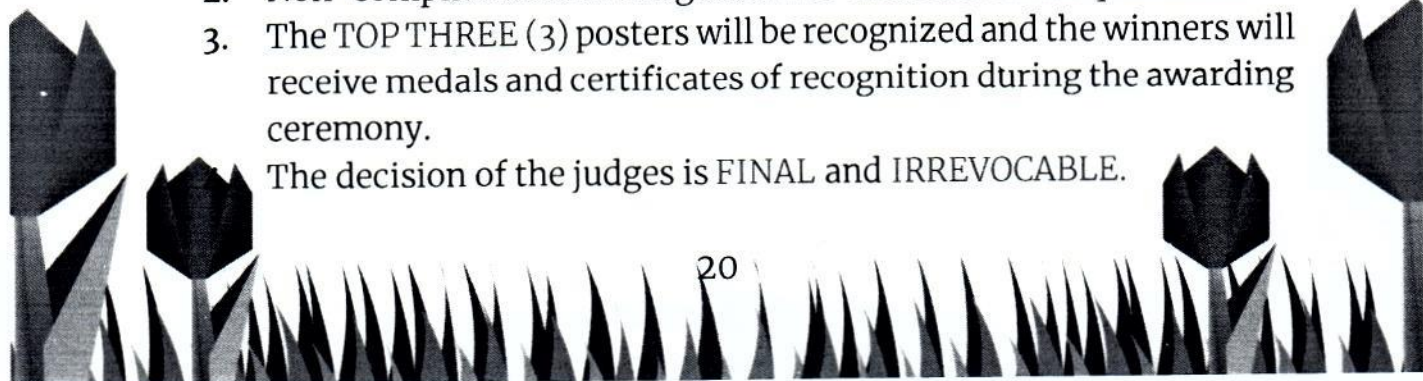 3. The TOP THREE (3) posters will be recognized and the winners will
receive medals and certificates of recognition during the awarding
ceremony.
The decision of the judges is FINAL and IRREVOCABLE.
20